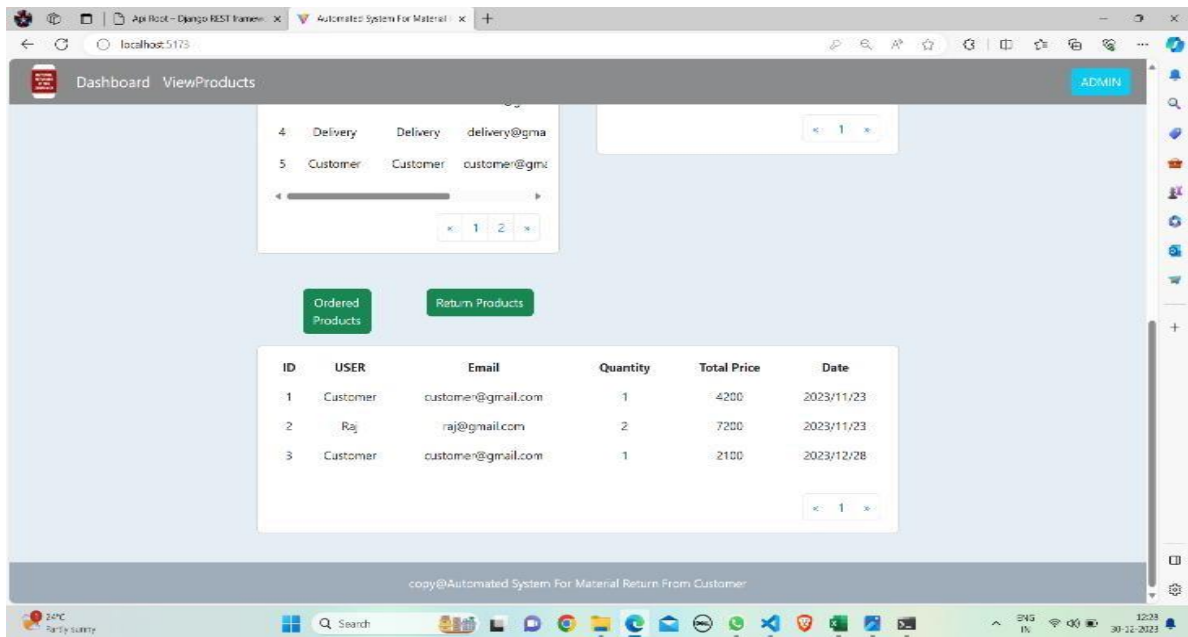 Api Root – Django REST framew
Automated System For Material
localhost:5173
Dashboard ViewProducts
ADMIN
4 Delivery Delivery delivery@gma
5 Customer Customer customer@gma
« 1 »
« 1 2 »
Ordered
Products
Return Products
ID USER Email Quantity Total Price Date
1 Customer customer@gmail.com 1 4200 2023/11/23
2 Raj raj@gmail.com 2 7200 2023/11/23
3 Customer customer@gmail.com 1 2100 2023/12/28
« 1 »
copy@Automated System For Material Return From Customer
24°C
Partly sunny
Search
ENG
IN
12:23
30-12-2023